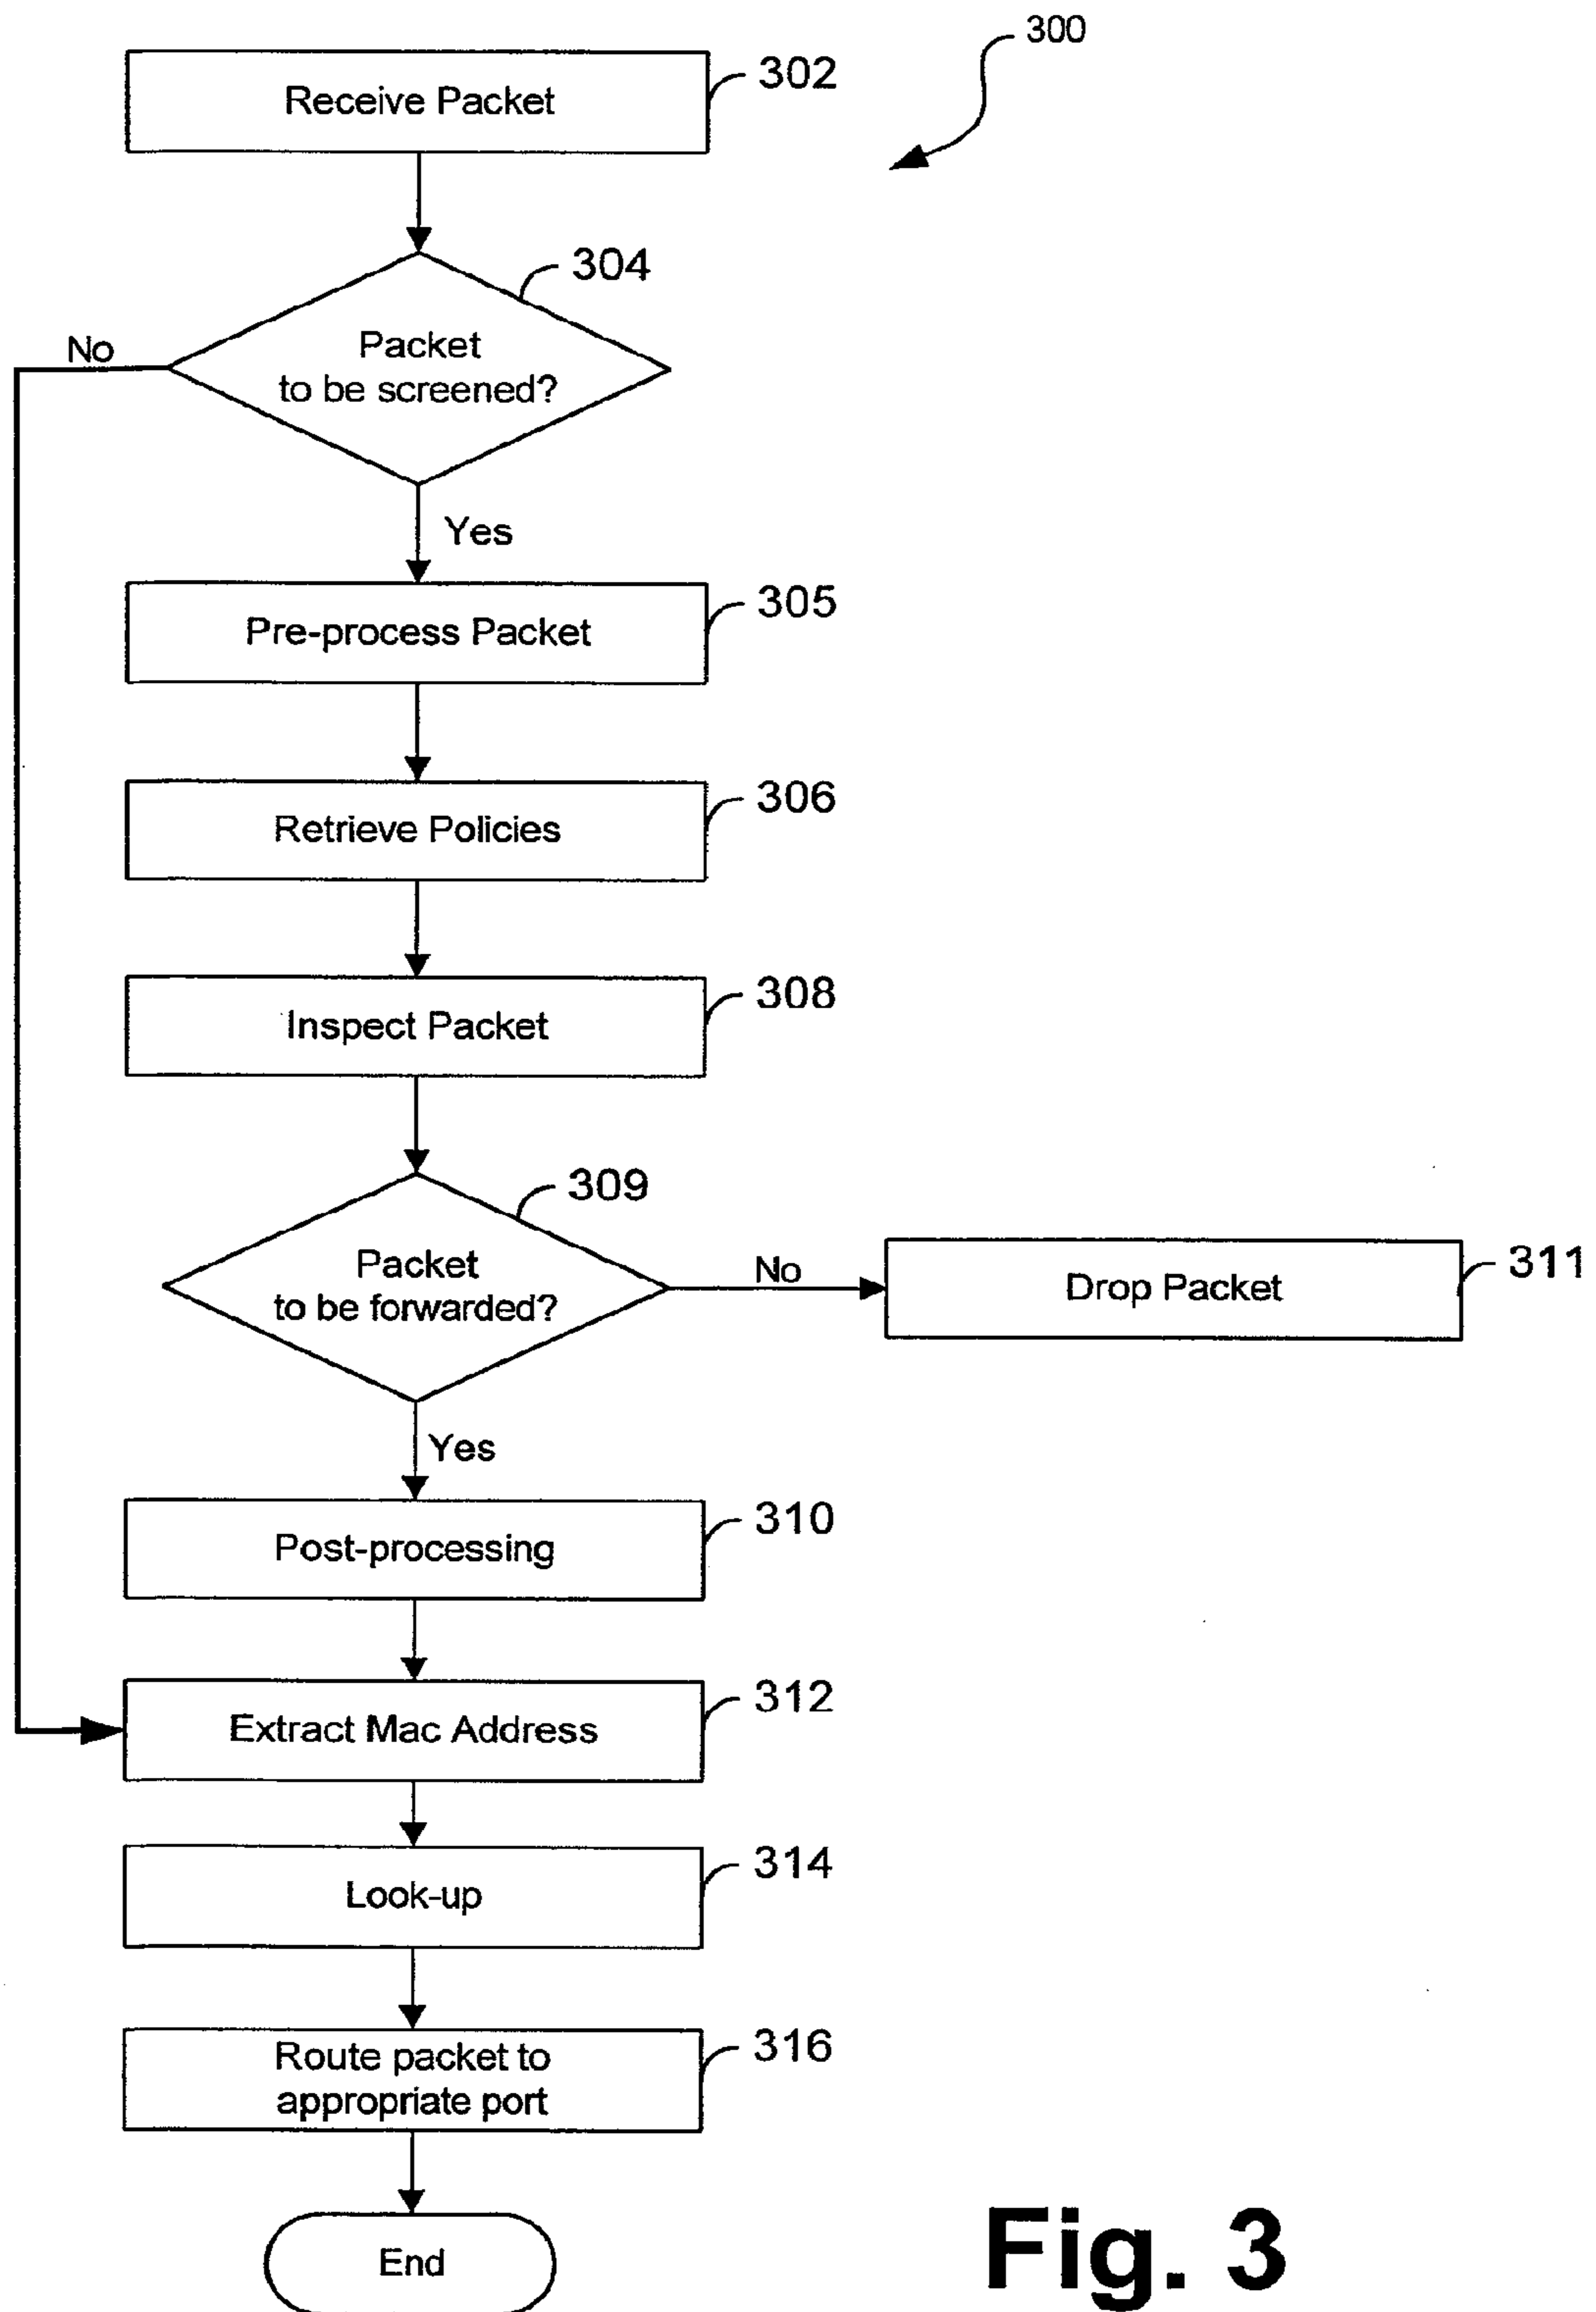 300
Receive Packet
302
304
Packet
to be screened?
No
Yes
Pre-process Packet
305
Retrieve Policies
306
Inspect Packet
308
309
Packet
to be forwarded?
No
Drop Packet
311
Yes
Post-processing
310
Extract Mac Address
312
Look-up
314
Route packet to
appropriate port
316
End
Fig. 3